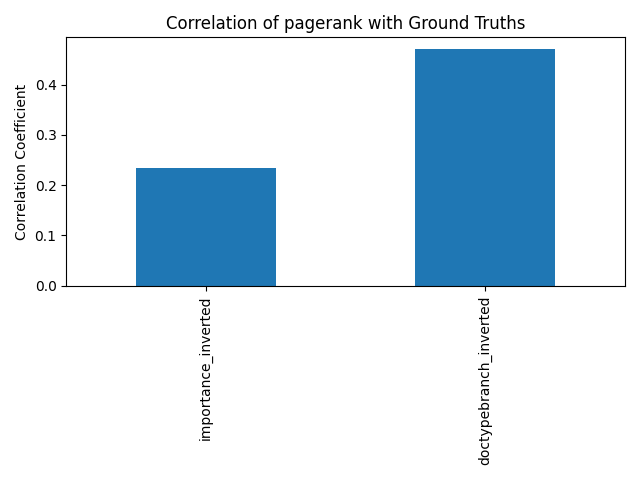 Correlation of pagerank with Ground Truths
Correlation Coefficient
0.4
0.3
0.2
0.1
0.0
importance_inverted
doctypebranch_inverted